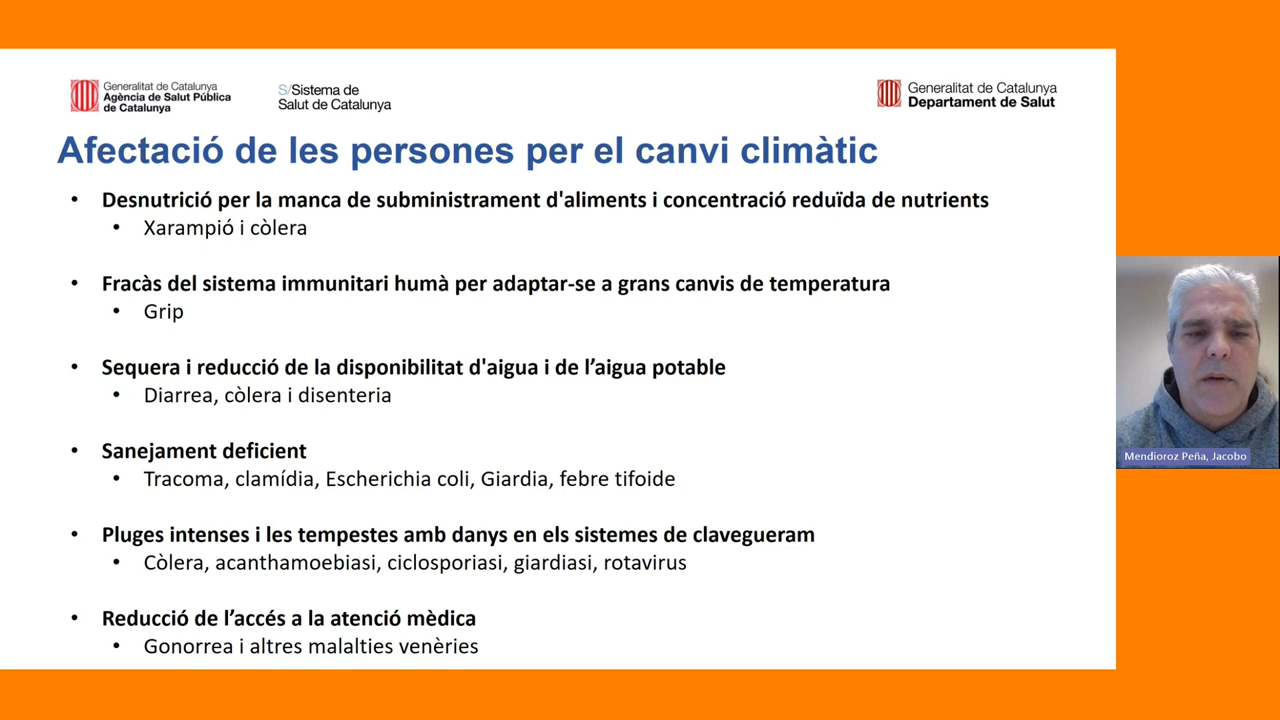 Generalitat de Catalunya
Agència de Salut Pública
de Catalunya
S/Sistema de
Salut de Catalunya
Generalitat de Catalunya
Departament de Salut
Afectació de les persones per el canvi climàtic
• Desnutrició per la manca de subministrament d'aliments i concentració reduïda de nutrients
• Xarampió i còlera
• Fracàs del sistema immunitari humà per adaptar-se a grans canvis de temperatura
• Grip
• Sequera i reducció de la disponibilitat d'aigua i de l’aigua potable
• Diarrea, còlera i disenteria
• Sanejament deficient
• Tracoma, clamídia, Escherichia coli, Giardia, febre tifoide
• Pluges intenses i les tempestes amb danys en els sistemes de clavegueram
• Còlera, acanthamoebiasi, ciclosporiasi, giardiasi, rotavirus
• Reducció de l’accés a la atenció mèdica
• Gonorrea i altres malalties venèries
Mendioroz Peña, Jacobo